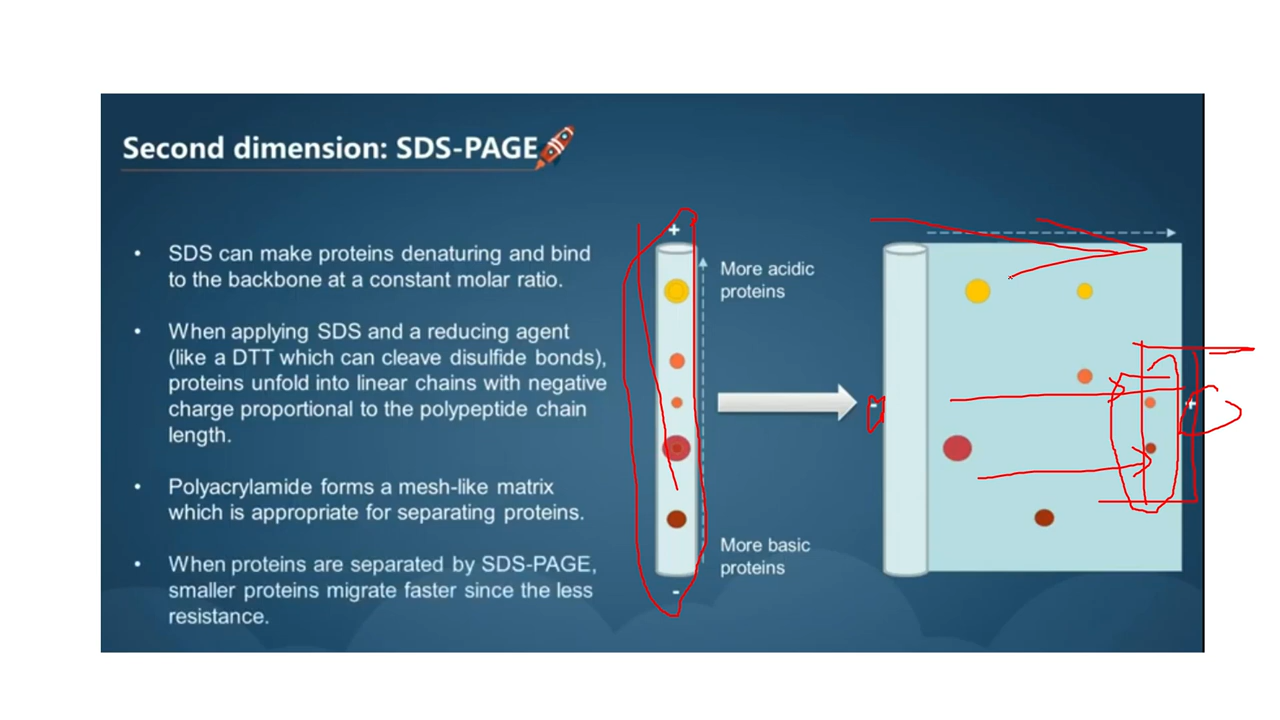 Second dimension: SDS-PAGE
• SDS can make proteins denaturing and bind
to the backbone at a constant molar ratio.
• When applying SDS and a reducing agent
(like a DTT which can cleave disulfide bonds),
proteins unfold into linear chains with negative
charge proportional to the polypeptide chain
length.
• Polyacrylamide forms a mesh-like matrix
which is appropriate for separating proteins.
• When proteins are separated by SDS-PAGE,
smaller proteins migrate faster since the less
resistance.
+ +
More acidic
proteins
More basic
proteins
-
-
+